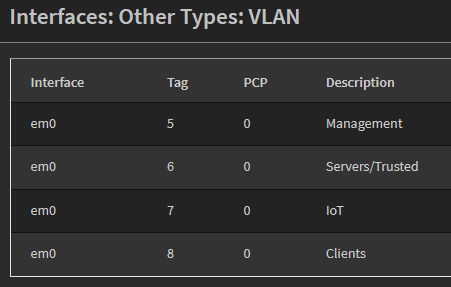 Interfaces: Other Types: VLAN
Interface Tag PCP Description
em0 5 0 Management
em0 6 0 Servers/Trusted
em0 7 0 IoT
em0 8 0 Clients